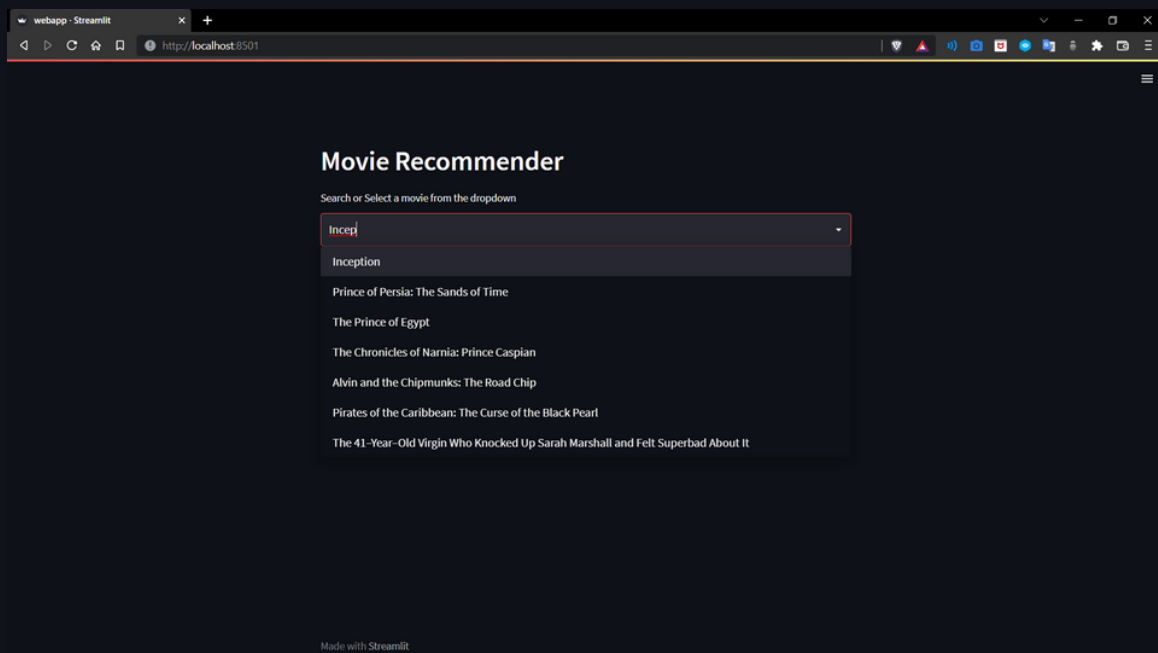 webapp · Streamlit
http://localhost:8501
Movie Recommender
Search or Select a movie from the dropdown
Incep
Inception
Prince of Persia: The Sands of Time
The Prince of Egypt
The Chronicles of Narnia: Prince Caspian
Alvin and the Chipmunks: The Road Chip
Pirates of the Caribbean: The Curse of the Black Pearl
The 41–Year–Old Virgin Who Knocked Up Sarah Marshall and Felt Superbad About It
Made with Streamlit